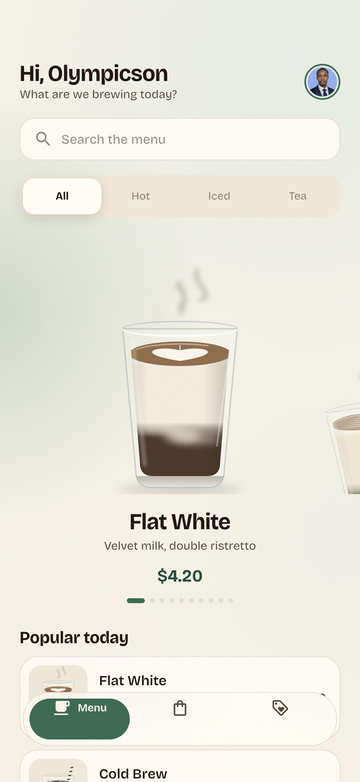 Hi, Olympicson
What are we brewing today?
Search the menu
All Hot Iced Tea
Flat White
Velvet milk, double ristretto
$4.20
Popular today
Flat White
Menu
Cold Brew